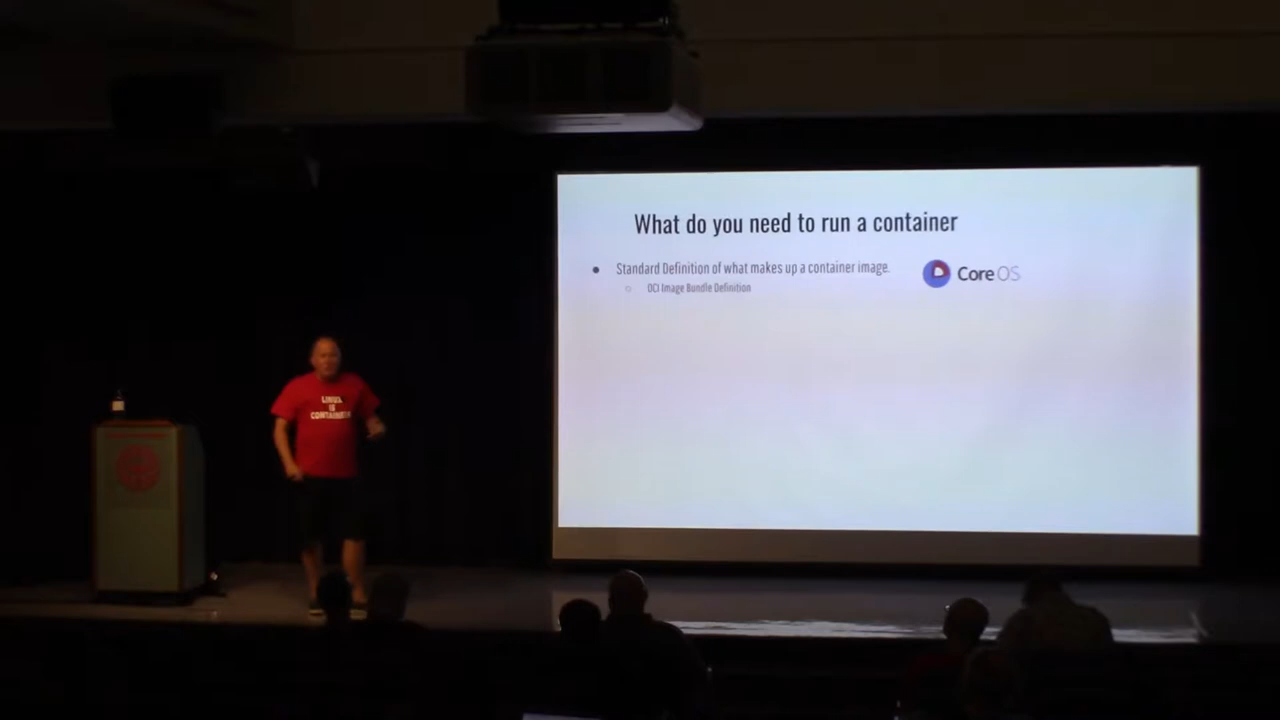 What do you need to run a container
Standard Definition of what makes up a container image.
Core OS
OCI Image Bundle Definition
LINUX
IS
CONTAINERS